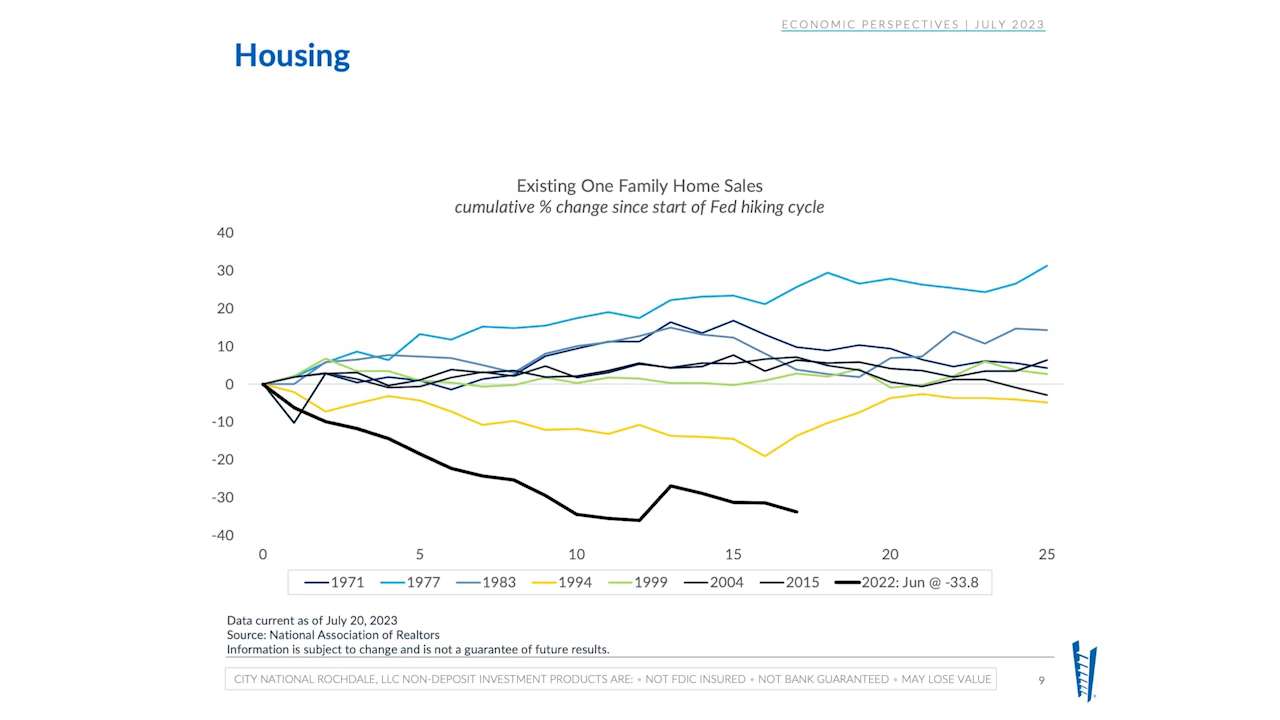 ECONOMIC PERSPECTIVES | JULY 2023
Housing
Existing One Family Home Sales
cumulative % change since start of Fed hiking cycle
40
30
20
10
0
-10
-20
-30
-40
0 5 10 15 20 25
1971 1977 1983 1994 1999 2004 2015 2022: Jun @ -33.8
Data current as of July 20, 2023
Source: National Association of Realtors
Information is subject to change and is not a guarantee of future results.
CITY NATIONAL ROCHDALE, LLC NON-DEPOSIT INVESTMENT PRODUCTS ARE: • NOT FDIC INSURED • NOT BANK GUARANTEED • MAY LOSE VALUE
9